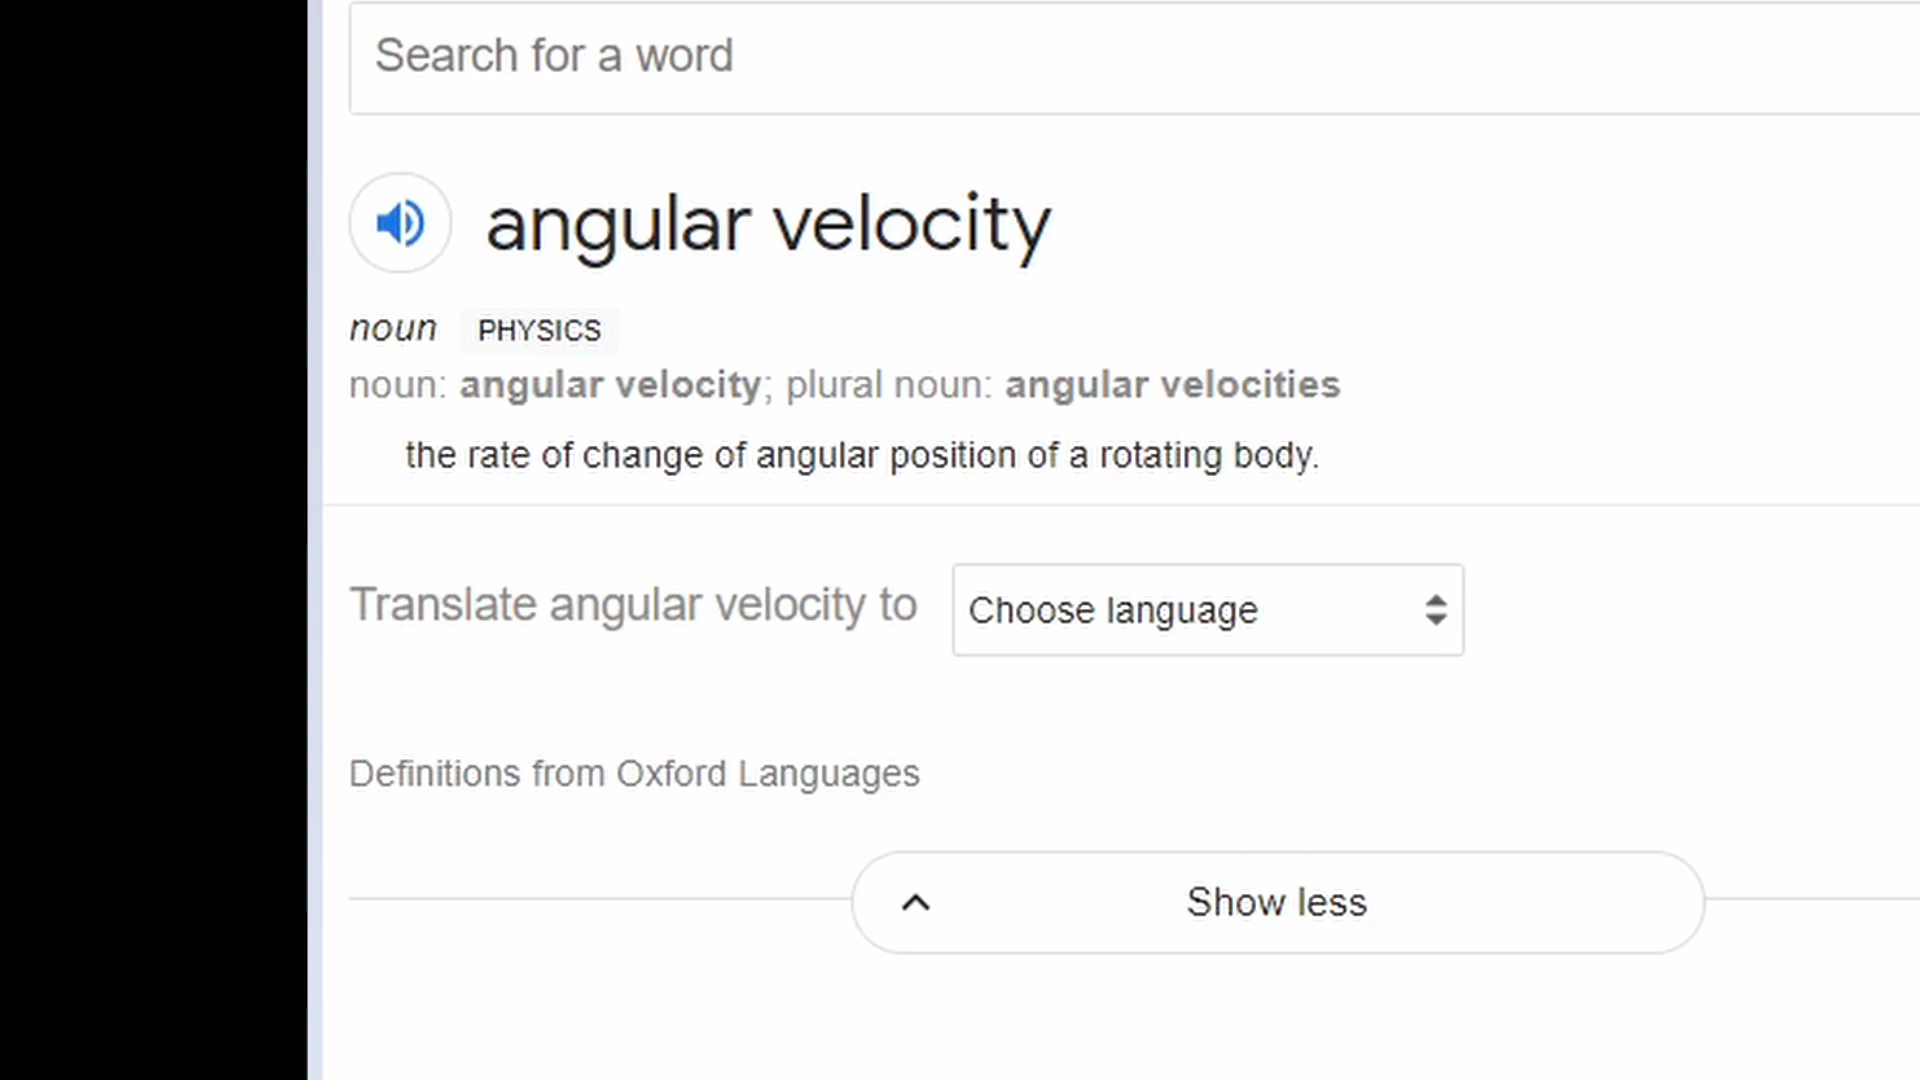 Search for a word
angular velocity
noun PHYSICS
noun: angular velocity; plural noun: angular velocities
the rate of change of angular position of a rotating body.
Translate angular velocity to Choose language
Definitions from Oxford Languages
Show less